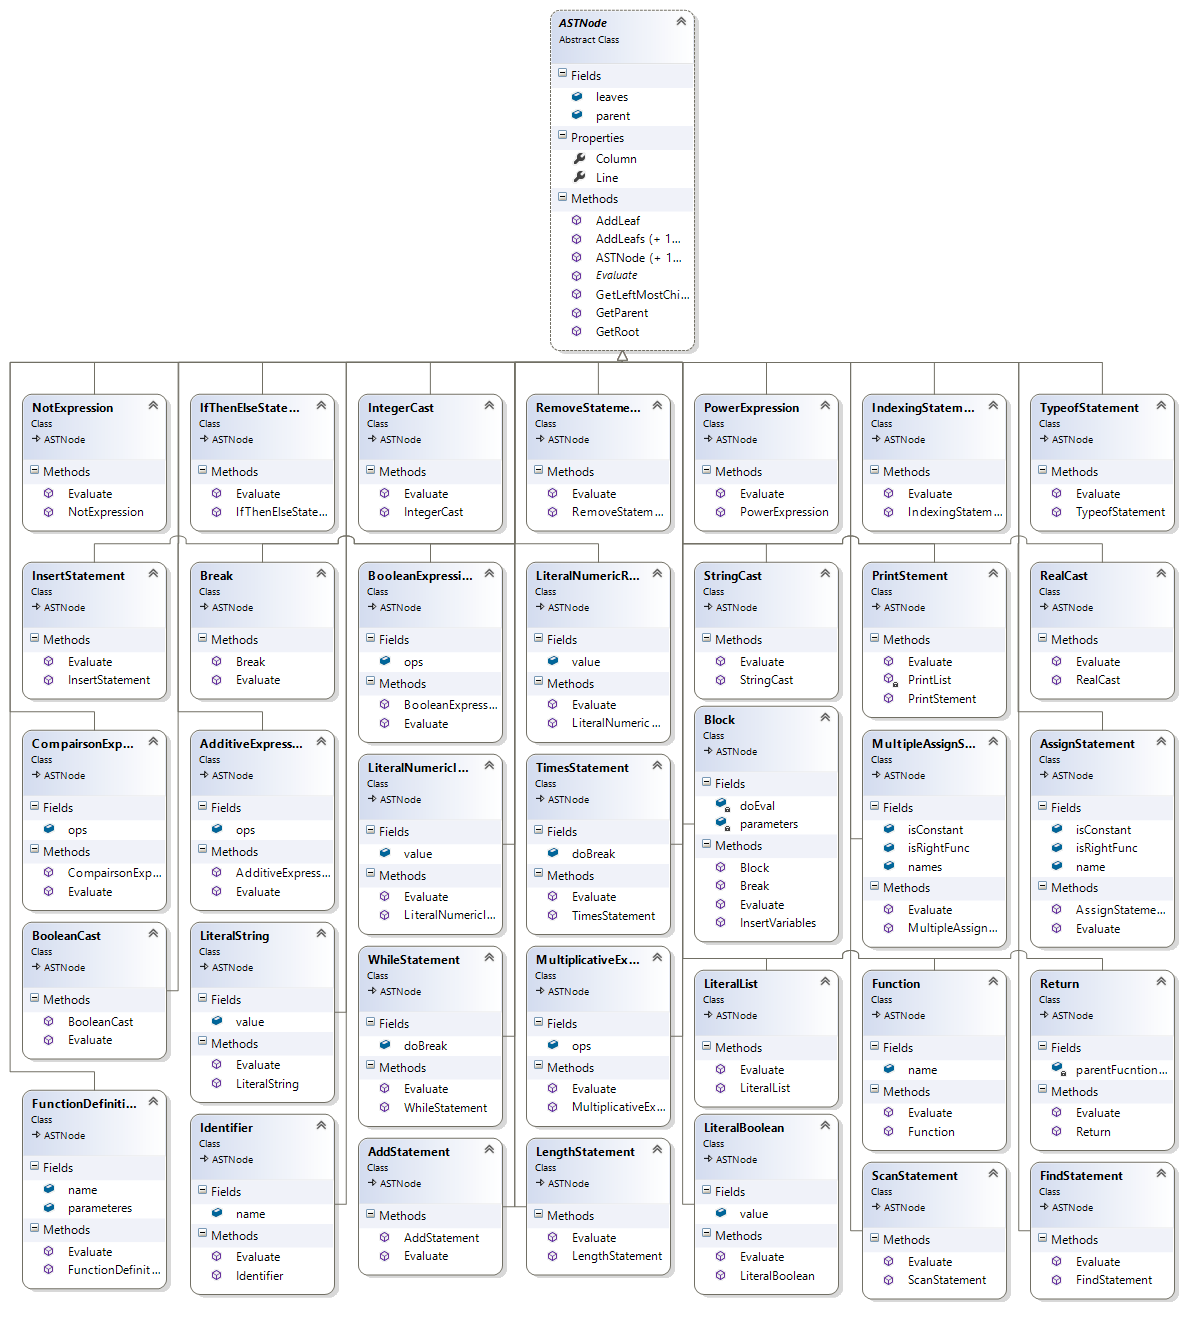 ASTNode
Abstract Class
Fields
leaves
parent
Properties
Column
Line
Methods
AddLeaf
AddLeafs (+ 1...
ASTNode (+ 1...
Evaluate
GetLeftMostChi...
GetParent
GetRoot
NotExpression
Class
ASTNode
Methods
Evaluate
NotExpression
IfThenElseState...
Class
ASTNode
Methods
Evaluate
IfThenElseState...
IntegerCast
Class
ASTNode
Methods
Evaluate
IntegerCast
RemoveStateme...
Class
ASTNode
Methods
Evaluate
RemoveStatem...
PowerExpression
Class
ASTNode
Methods
Evaluate
PowerExpression
IndexingStatem...
Class
ASTNode
Methods
Evaluate
IndexingStatem...
TypeofStatement
Class
ASTNode
Methods
Evaluate
TypeofStatement
InsertStatement
Class
ASTNode
Methods
Evaluate
InsertStatement
Break
Class
ASTNode
Methods
Break
Evaluate
BooleanExpressi...
Class
ASTNode
Fields
ops
Methods
BooleanExpress...
Evaluate
LiteralNumericR...
Class
ASTNode
Fields
value
Methods
Evaluate
LiteralNumeric ...
StringCast
Class
ASTNode
Methods
Evaluate
StringCast
PrintStement
Class
ASTNode
Methods
Evaluate
PrintList
PrintStement
RealCast
Class
ASTNode
Methods
Evaluate
RealCast
CompairsonExp...
Class
ASTNode
Fields
ops
Methods
CompairsonExp...
Evaluate
AdditiveExpress...
Class
ASTNode
Fields
ops
Methods
AdditiveExpress...
Evaluate
LiteralNumericI...
Class
ASTNode
Fields
value
Methods
Evaluate
LiteralNumericI...
TimesStatement
Class
ASTNode
Fields
doBreak
Methods
Evaluate
TimesStatement
Block
Class
ASTNode
Fields
doEval
parameters
Methods
Block
Break
Evaluate
InsertVariables
MultipleAssignS...
Class
ASTNode
Fields
isConstant
isRightFunc
names
Methods
Evaluate
MultipleAssign...
AssignStatement
Class
ASTNode
Fields
isConstant
isRightFunc
name
Methods
AssignStateme...
Evaluate
BooleanCast
Class
ASTNode
Methods
BooleanCast
Evaluate
LiteralString
Class
ASTNode
Fields
value
Methods
Evaluate
LiteralString
WhileStatement
Class
ASTNode
Fields
doBreak
Methods
Evaluate
WhileStatement
MultiplicativeEx...
Class
ASTNode
Fields
ops
Methods
Evaluate
MultiplicativeEx...
LiteralList
Class
ASTNode
Methods
Evaluate
LiteralList
Function
Class
ASTNode
Fields
name
Methods
Evaluate
Function
Return
Class
ASTNode
Fields
parentFucntion...
Methods
Evaluate
Return
FunctionDefiniti...
Class
ASTNode
Fields
name
parameteres
Methods
Evaluate
FunctionDefinit...
Identifier
Class
ASTNode
Fields
name
Methods
Evaluate
Identifier
AddStatement
Class
ASTNode
Methods
AddStatement
Evaluate
LengthStatement
Class
ASTNode
Methods
Evaluate
LengthStatement
LiteralBoolean
Class
ASTNode
Fields
value
Methods
Evaluate
LiteralBoolean
ScanStatement
Class
ASTNode
Methods
Evaluate
ScanStatement
FindStatement
Class
ASTNode
Methods
Evaluate
FindStatement